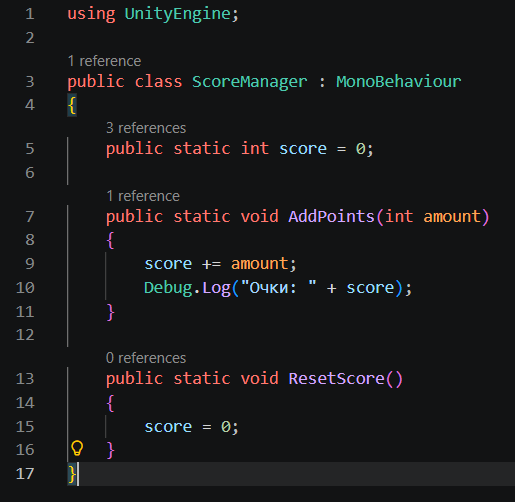 1 using UnityEngine;
2
1 reference
3 public class ScoreManager : MonoBehaviour
4 {
3 references
5 public static int score = 0;
6
1 reference
7 public static void AddPoints(int amount)
8 {
9 score += amount;
10 Debug.Log("Очки: " + score);
11 }
12
0 references
13 public static void ResetScore()
14 {
15 score = 0;
16 }
17 }